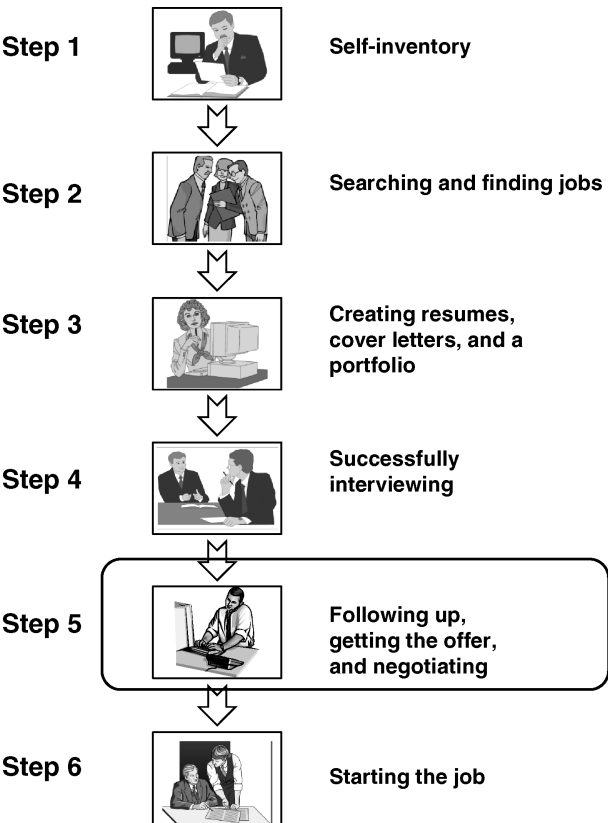 Step 1
Self-inventory
Step 2
Searching and finding jobs
Step 3
Creating resumes,
cover letters, and a
portfolio
Step 4
Successfully
interviewing
Step 5
Following up,
getting the offer,
and negotiating
Step 6
Starting the job